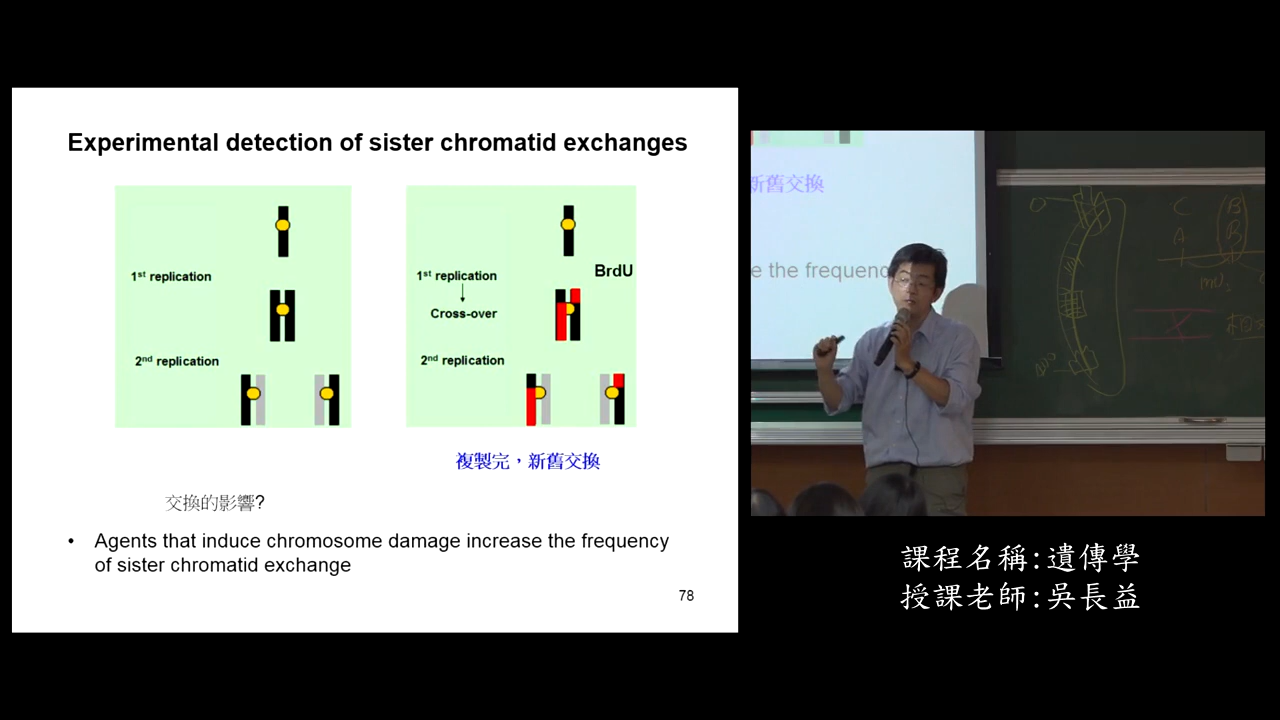 Experimental detection of sister chromatid exchanges
1st replication
2nd replication
1st replication
BrdU
Cross-over
2nd replication
複製完，新舊交換
交換的影響?
• Agents that induce chromosome damage increase the frequency
of sister chromatid exchange
78
新舊交換
e the frequenc
C
B
A
B
課程名稱:遺傳學
授課老師:吳長益